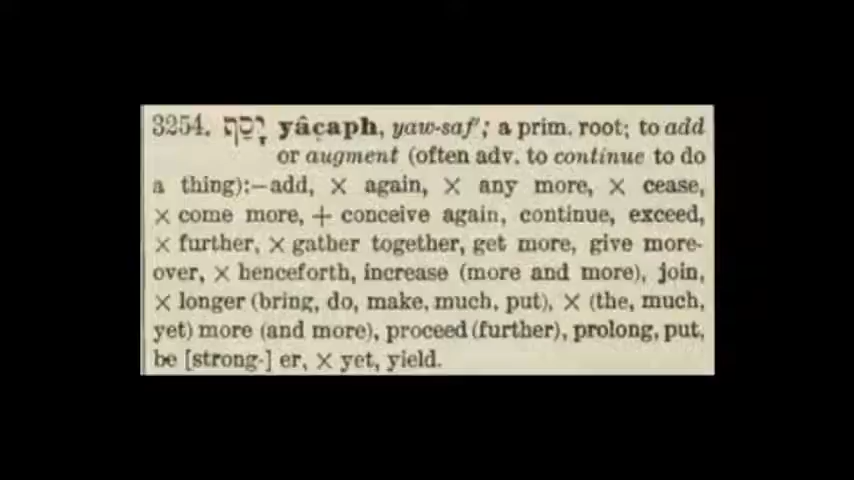 3254. יָסַף yâçaph, yaw-saf'; a prim. root; to add
or augment (often adv. to continue to do
a thing):—add, × again, × any more, × cease,
× come more, + conceive again, continue, exceed,
× further, × gather together, get more, give more-
over, × henceforth, increase (more and more), join,
× longer (bring, do, make, much, put), × (the, much,
yet) more (and more), proceed (further), prolong, put,
be [strong-] er, × yet, yield.